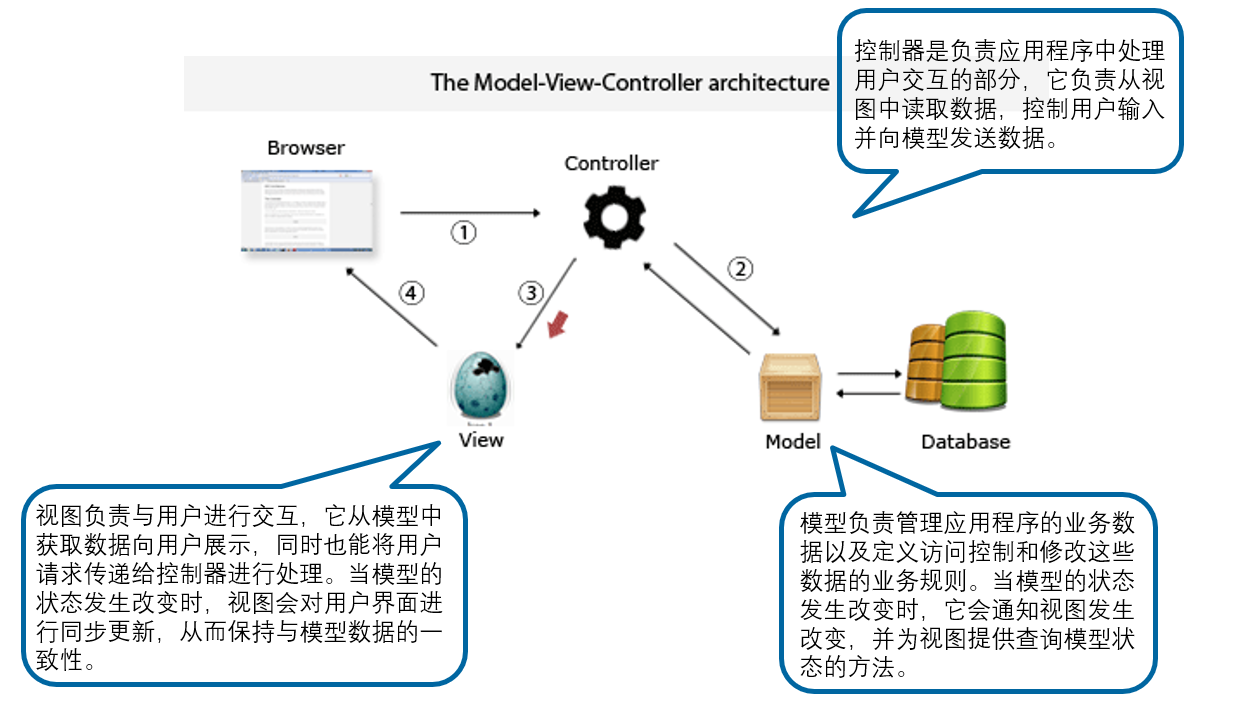 控制器是负责应用程序中处理
用户交互的部分，它负责从视
图中读取数据，控制用户输入
并向模型发送数据。
The Model-View-Controller architecture
Browser
Controller
①
②
③
④
View
Model
Database
视图负责与用户进行交互，它从模型中
获取数据向用户展示，同时也能将用户
请求传递给控制器进行处理。当模型的
状态发生改变时，视图会对用户界面进
行同步更新，从而保持与模型数据的一
致性。
模型负责管理应用程序的业务数
据以及定义访问控制和修改这些
数据的业务规则。当模型的状态
发生改变时，它会通知视图发生
改变，并为视图提供查询模型状
态的方法。